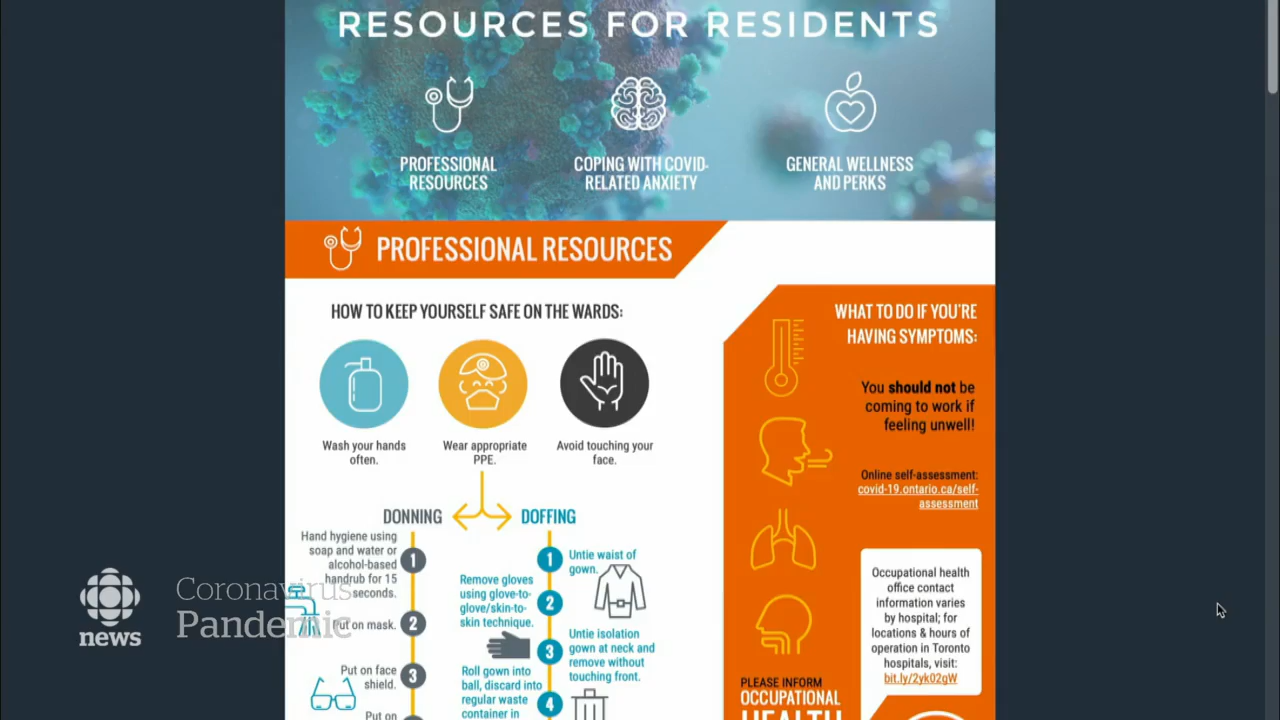 RESOURCES FOR RESIDENTS
PROFESSIONAL
RESOURCES
COPING WITH COVID-
RELATED ANXIETY
GENERAL WELLNESS
AND PERKS
PROFESSIONAL RESOURCES
HOW TO KEEP YOURSELF SAFE ON THE WARDS:
Wash your hands
often.
Wear appropriate
PPE.
Avoid touching your
face.
DONNING
DOFFING
Hand hygiene using
soap and water or
alcohol-based
handrub for 15
seconds.
1
Put on mask.
2
Put on face
shield.
3
Put on
1
Untie waist of
gown.
Remove gloves
using glove-to-
glove/skin-to-
skin technique.
2
3
Untie isolation
gown at neck and
remove without
touching front.
Roll gown into
ball, discard into
regular waste
container in
4
WHAT TO DO IF YOU'RE
HAVING SYMPTOMS:
You should not be
coming to work if
feeling unwell!
Online self-assessment:
covid-19.ontario.ca/self-
assessment
Occupational health
office contact
information varies
by hospital; for
locations & hours of
operation in Toronto
hospitals, visit:
bit.ly/2yk02gW
PLEASE INFORM
OCCUPATIONAL
HEALTH
news
Coronavirus
Pandemic